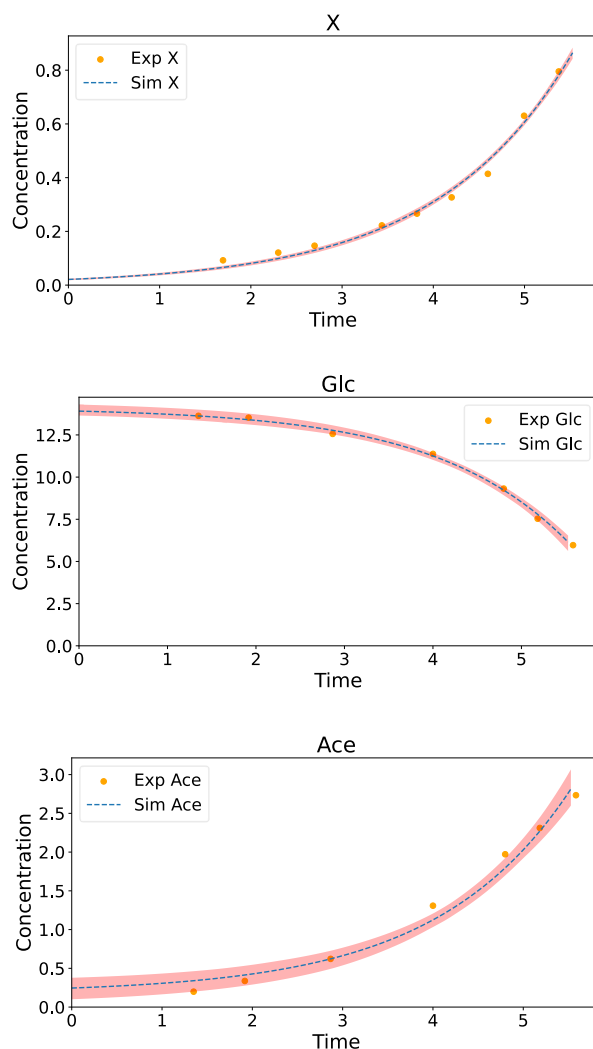 X
Exp X
Sim X
Concentration
0.8
0.6
0.4
0.2
0.0
0 1 2 3 4 5
Time
Glc
Exp Glc
Sim Glc
Concentration
12.5
10.0
7.5
5.0
2.5
0.0
0 1 2 3 4 5
Time
Ace
Exp Ace
Sim Ace
Concentration
3.0
2.5
2.0
1.5
1.0
0.5
0.0
0 1 2 3 4 5
Time